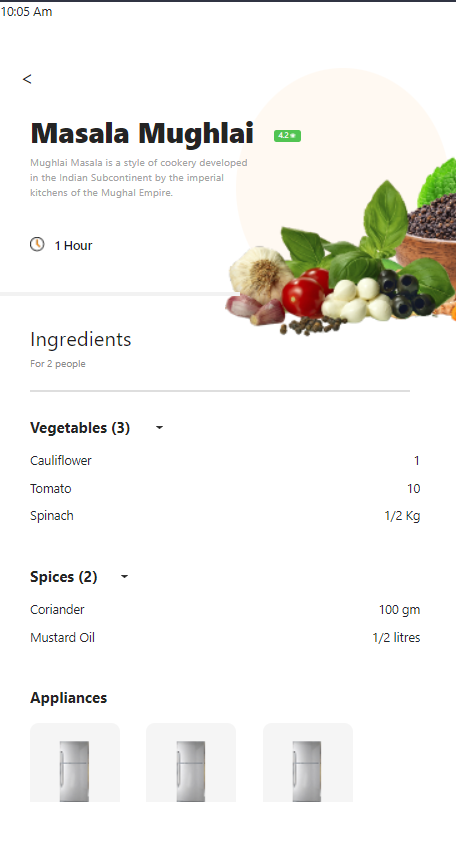 10:05 Am
<
Masala Mughlai 4.2 ★
Mughlai Masala is a style of cookery developed
in the Indian Subcontinent by the imperial
kitchens of the Mughal Empire.
1 Hour
Ingredients
For 2 people
Vegetables (3)
Cauliflower 1
Tomato 10
Spinach 1/2 Kg
Spices (2)
Coriander 100 gm
Mustard Oil 1/2 litres
Appliances